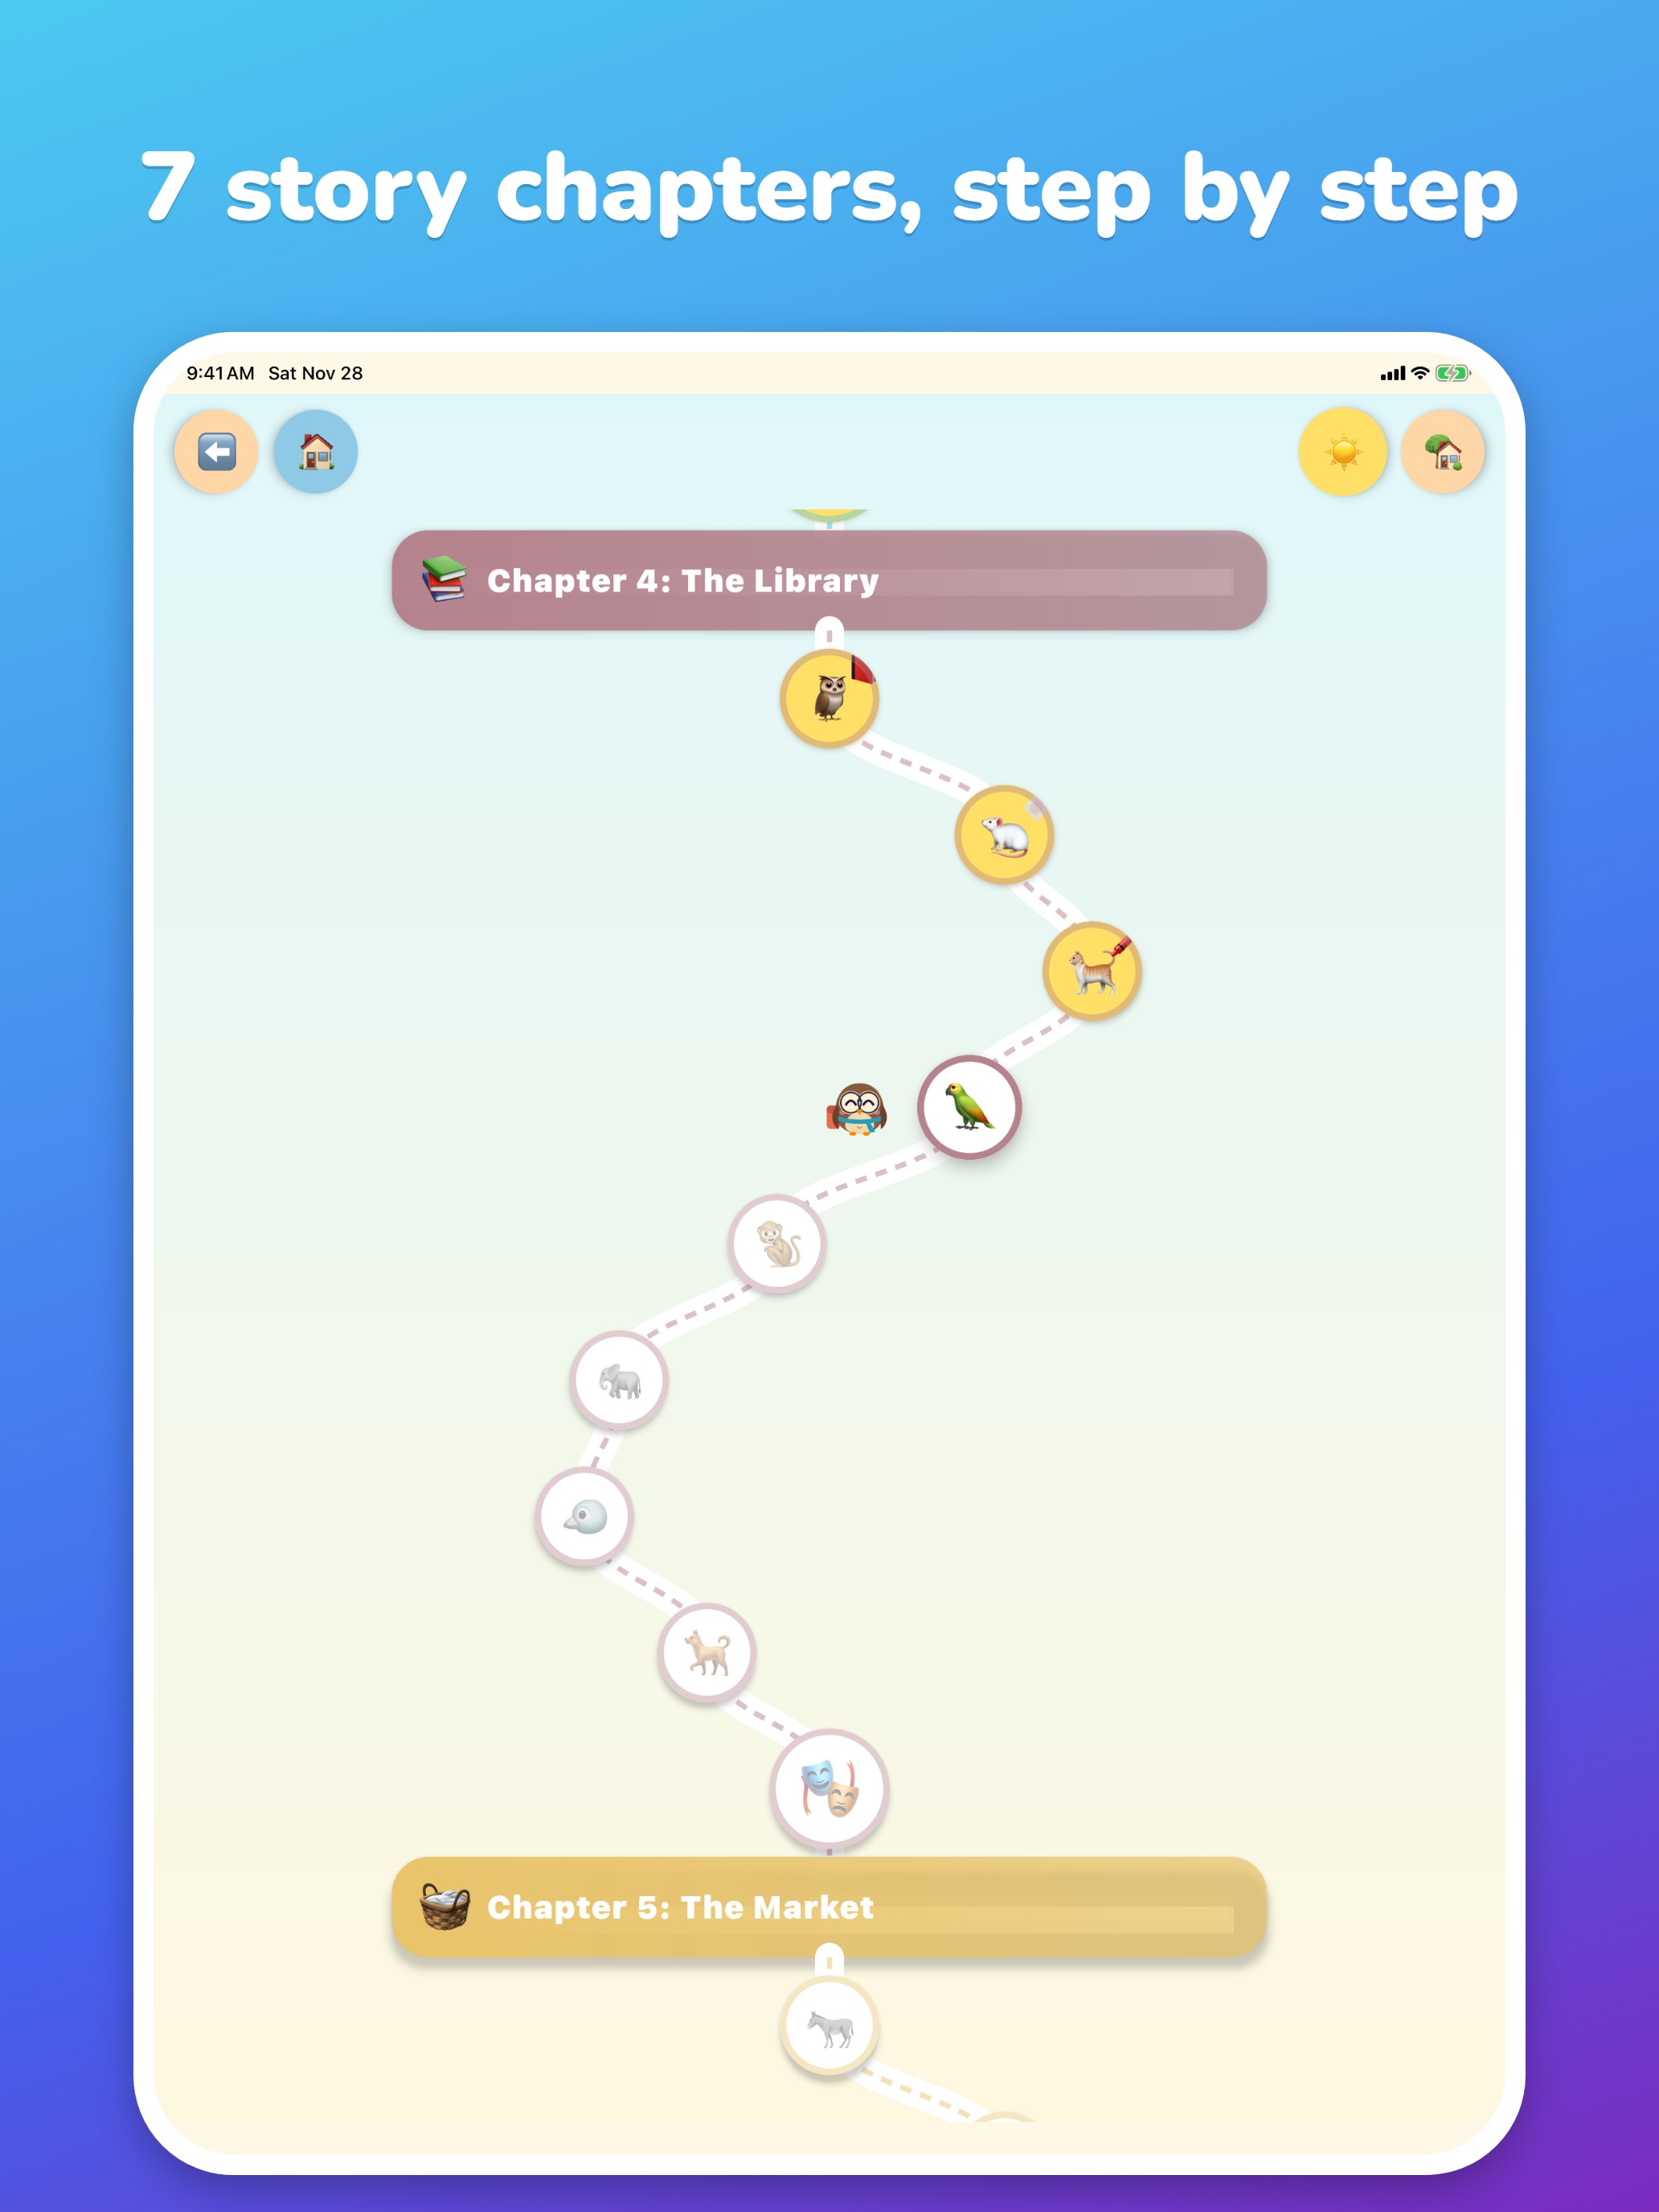 7 story chapters, step by step
9:41 AM Sat Nov 28
Chapter 4: The Library
Chapter 5: The Market